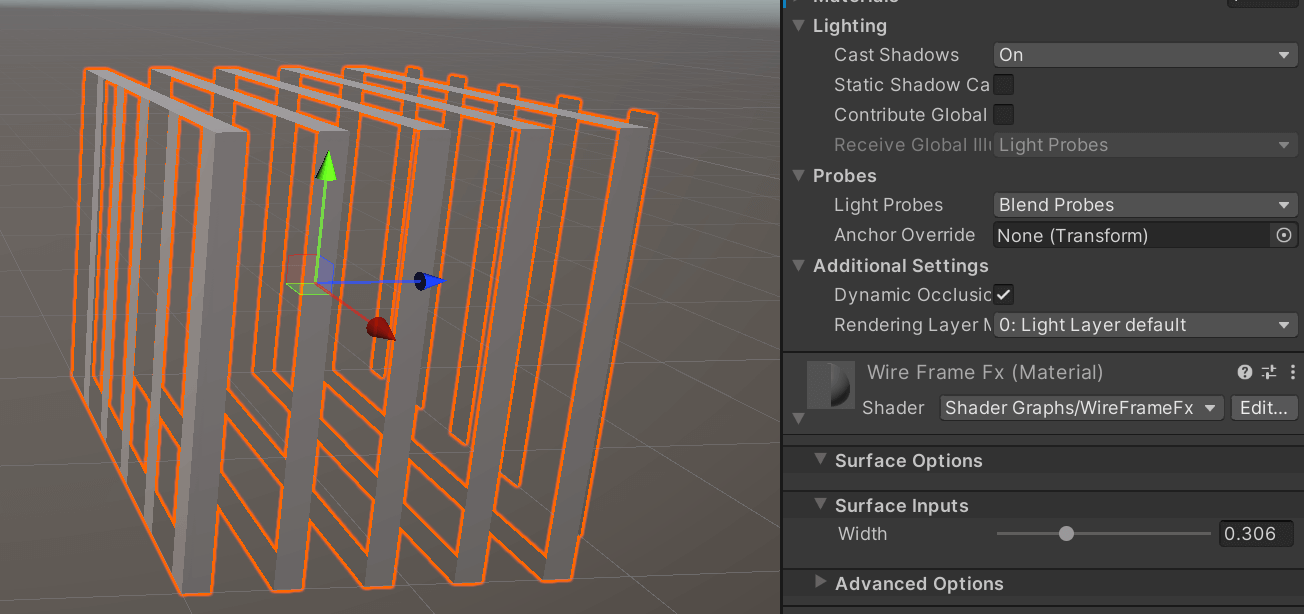 Materials
Lighting
Cast Shadows On
Static Shadow Ca
Contribute Global
Receive Global Illu Light Probes
Probes
Light Probes Blend Probes
Anchor Override None (Transform)
Additional Settings
Dynamic Occlusic
Rendering Layer M 0: Light Layer default
Wire Frame Fx (Material)
Shader Shader Graphs/WireFrameFx Edit...
Surface Options
Surface Inputs
Width 0.306
Advanced Options